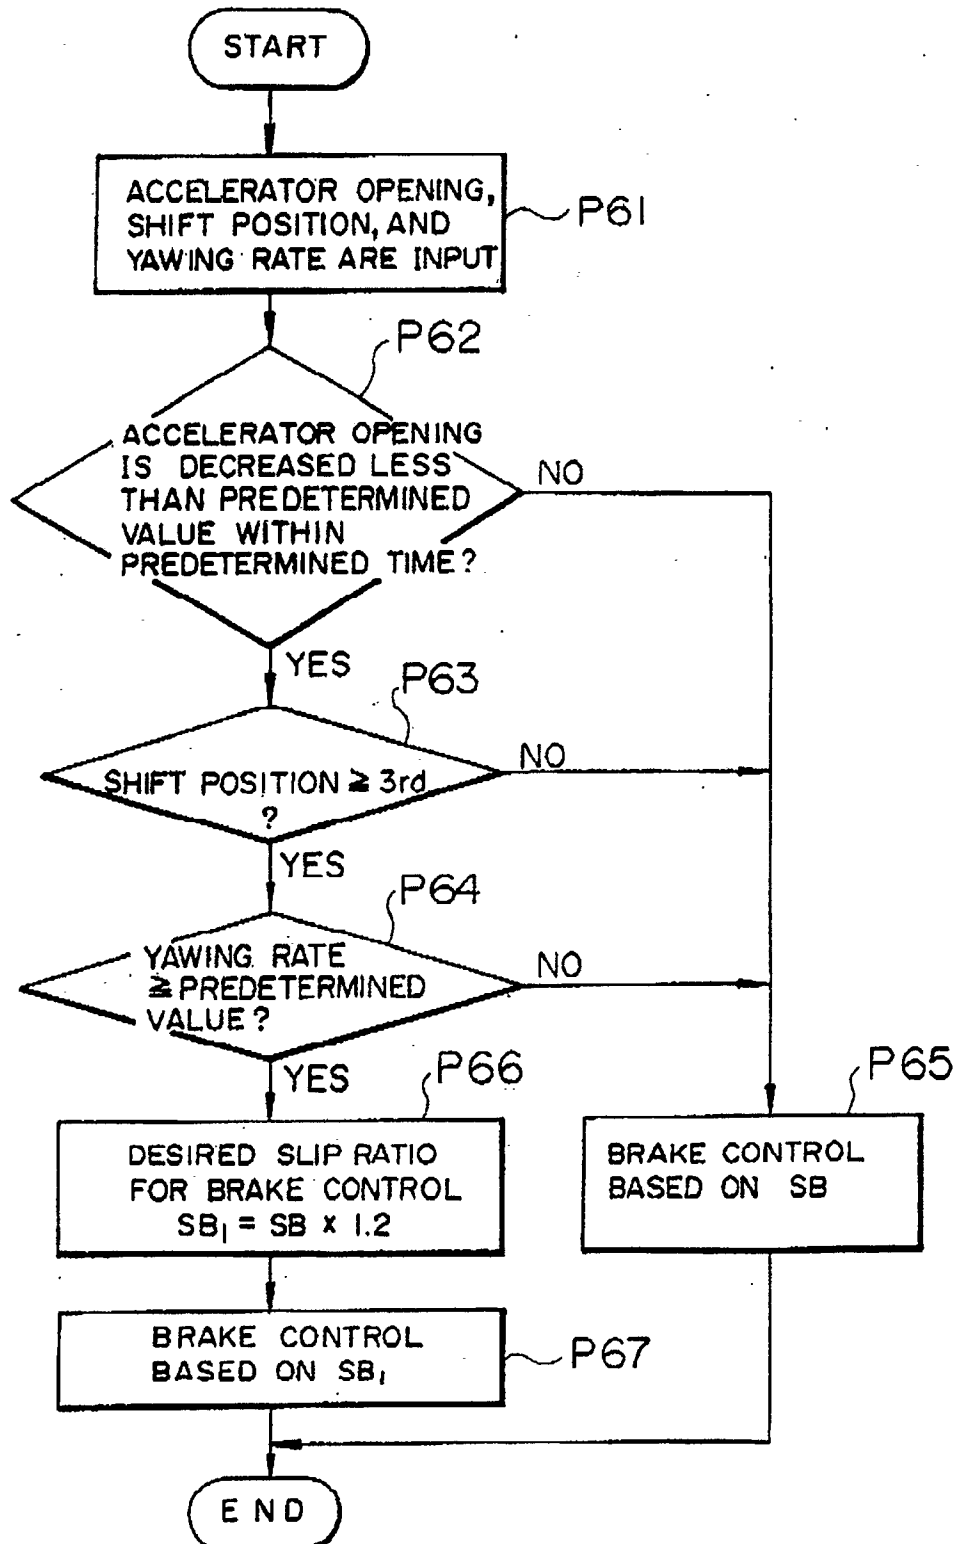 START
ACCELERATOR OPENING,
SHIFT POSITION, AND
YAWING RATE ARE INPUT
P61
P62
ACCELERATOR OPENING
IS DECREASED LESS
THAN PREDETERMINED
VALUE WITHIN
PREDETERMINED TIME?
NO
YES
P63
SHIFT POSITION ≧ 3rd
?
NO
YES
P64
YAWING RATE
≧ PREDETERMINED
VALUE?
NO
YES
P66
DESIRED SLIP RATIO
FOR BRAKE CONTROL
SB₁ = SB × 1.2
P65
BRAKE CONTROL
BASED ON SB
BRAKE CONTROL
BASED ON SB₁
P67
END